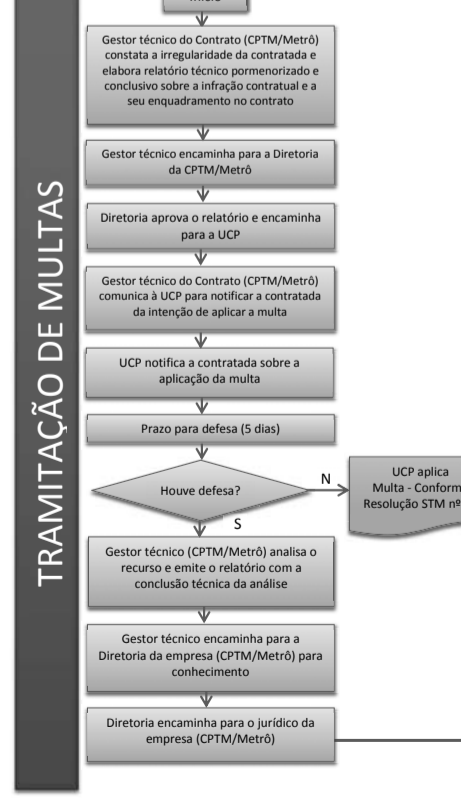 TRAMITAÇÃO DE MULTAS
Início
Gestor técnico do Contrato (CPTM/Metrô)
constata a irregularidade da contratada e
elabora relatório técnico pormenorizado e
conclusivo sobre a infração contratual e a
seu enquadramento no contrato
Gestor técnico encaminha para a Diretoria
da CPTM/Metrô
Diretoria aprova o relatório e encaminha
para a UCP
Gestor técnico do Contrato (CPTM/Metrô)
comunica à UCP para notificar a contratada
da intenção de aplicar a multa
UCP notifica a contratada sobre a
aplicação da multa
Prazo para defesa (5 dias)
Houve defesa?
N
UCP aplica
Multa - Conform
Resolução STM nº
S
Gestor técnico (CPTM/Metrô) analisa o
recurso e emite o relatório com a
conclusão técnica da análise
Gestor técnico encaminha para a
Diretoria da empresa (CPTM/Metrô) para
conhecimento
Diretoria encaminha para o jurídico da
empresa (CPTM/Metrô)